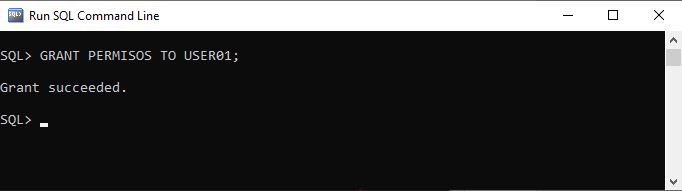 Run SQL Command Line
SQL> GRANT PERMISOS TO USER01;
Grant succeeded.
SQL>